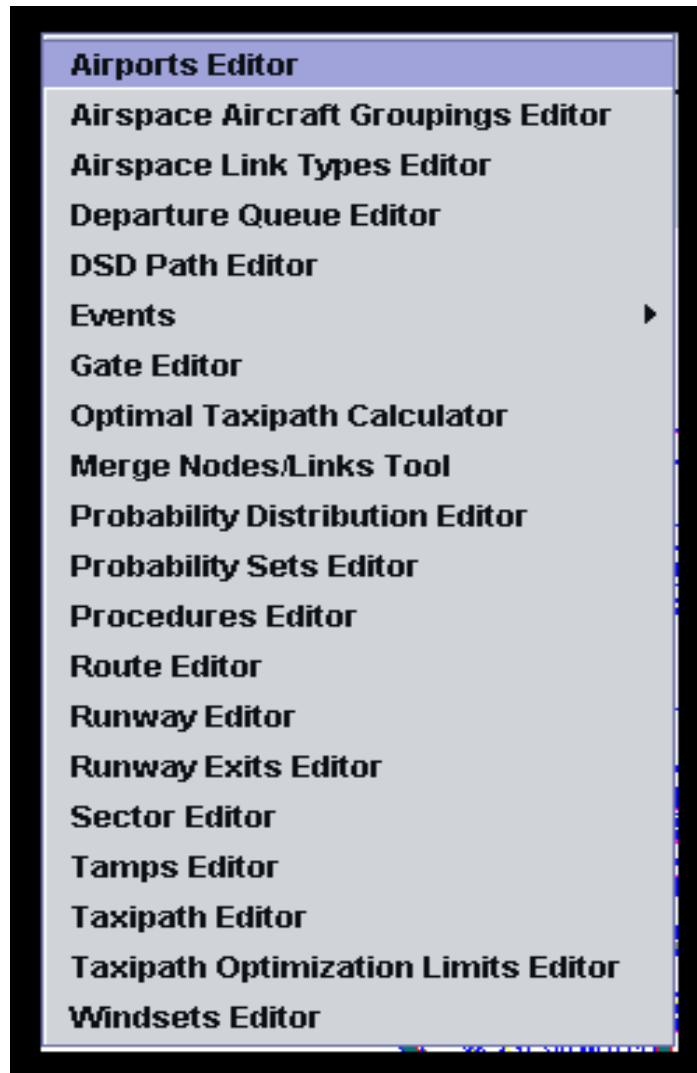 Airports Editor
Airspace Aircraft Groupings Editor
Airspace Link Types Editor
Departure Queue Editor
DSD Path Editor
Events
Gate Editor
Optimal Taxipath Calculator
Merge Nodes/Links Tool
Probability Distribution Editor
Probability Sets Editor
Procedures Editor
Route Editor
Runway Editor
Runway Exits Editor
Sector Editor
Tamps Editor
Taxipath Editor
Taxipath Optimization Limits Editor
Windsets Editor